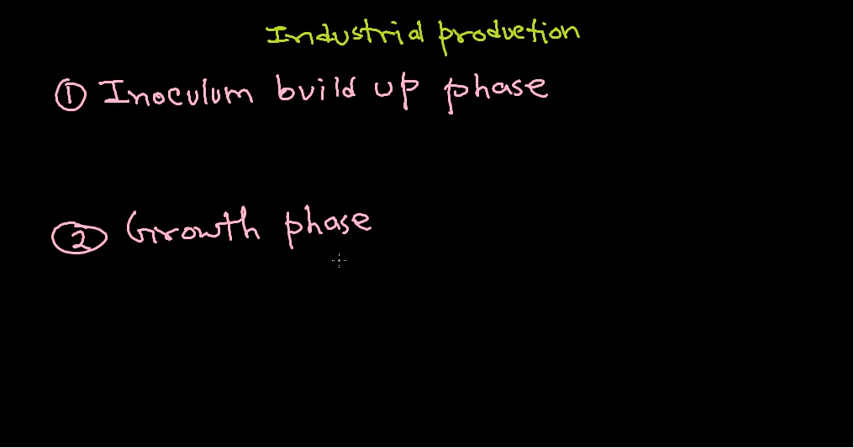 Industrial production
① Inoculum build up phase
② Growth phase